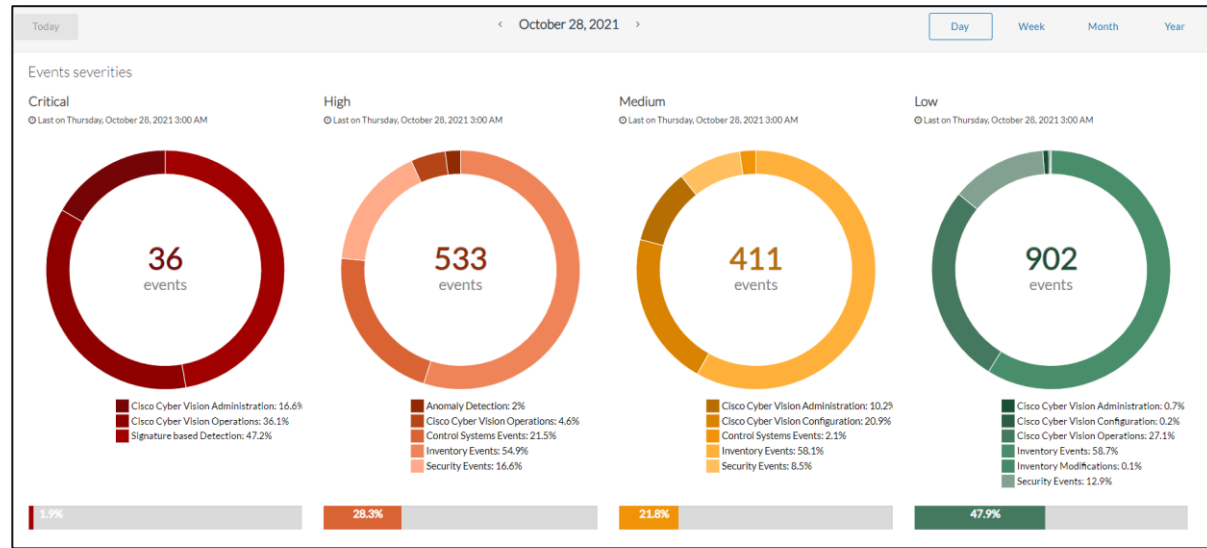 Today
‹ October 28, 2021 ›
Day Week Month Year
Events severities
Critical
Last on Thursday, October 28, 2021 3:00 AM
36
events
Cisco Cyber Vision Administration: 16.6%
Cisco Cyber Vision Operations: 36.1%
Signature based Detection: 47.2%
1.9%
High
Last on Thursday, October 28, 2021 3:00 AM
533
events
Anomaly Detection: 2%
Cisco Cyber Vision Operations: 4.6%
Control Systems Events: 21.5%
Inventory Events: 54.9%
Security Events: 16.6%
28.3%
Medium
Last on Thursday, October 28, 2021 3:00 AM
411
events
Cisco Cyber Vision Administration: 10.2%
Cisco Cyber Vision Configuration: 20.9%
Control Systems Events: 2.1%
Inventory Events: 58.1%
Security Events: 8.5%
21.8%
Low
Last on Thursday, October 28, 2021 3:00 AM
902
events
Cisco Cyber Vision Administration: 0.7%
Cisco Cyber Vision Configuration: 0.2%
Cisco Cyber Vision Operations: 27.1%
Inventory Events: 58.7%
Inventory Modifications: 0.1%
Security Events: 12.9%
47.9%